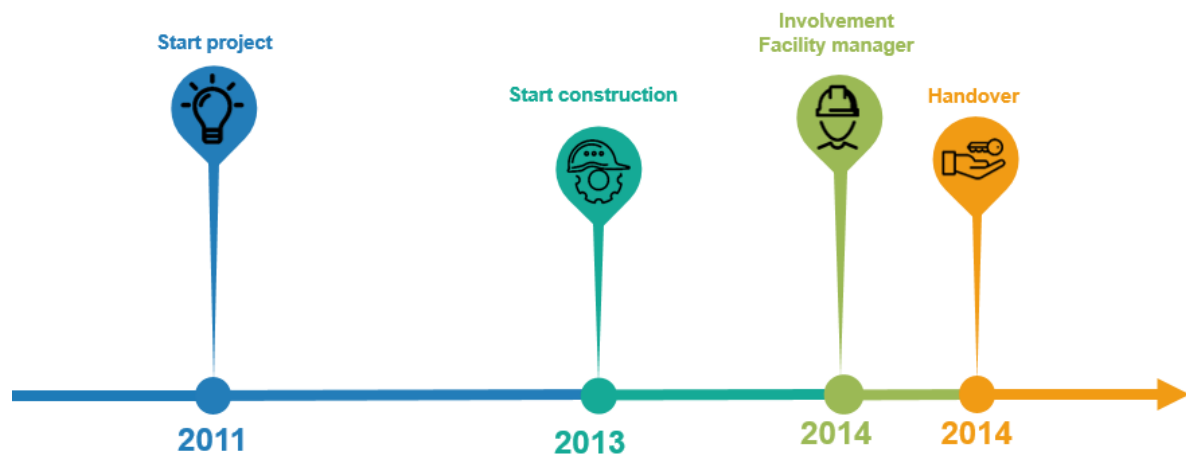 Start project
Start construction
Involvement
Facility manager
Handover
2011
2013
2014
2014